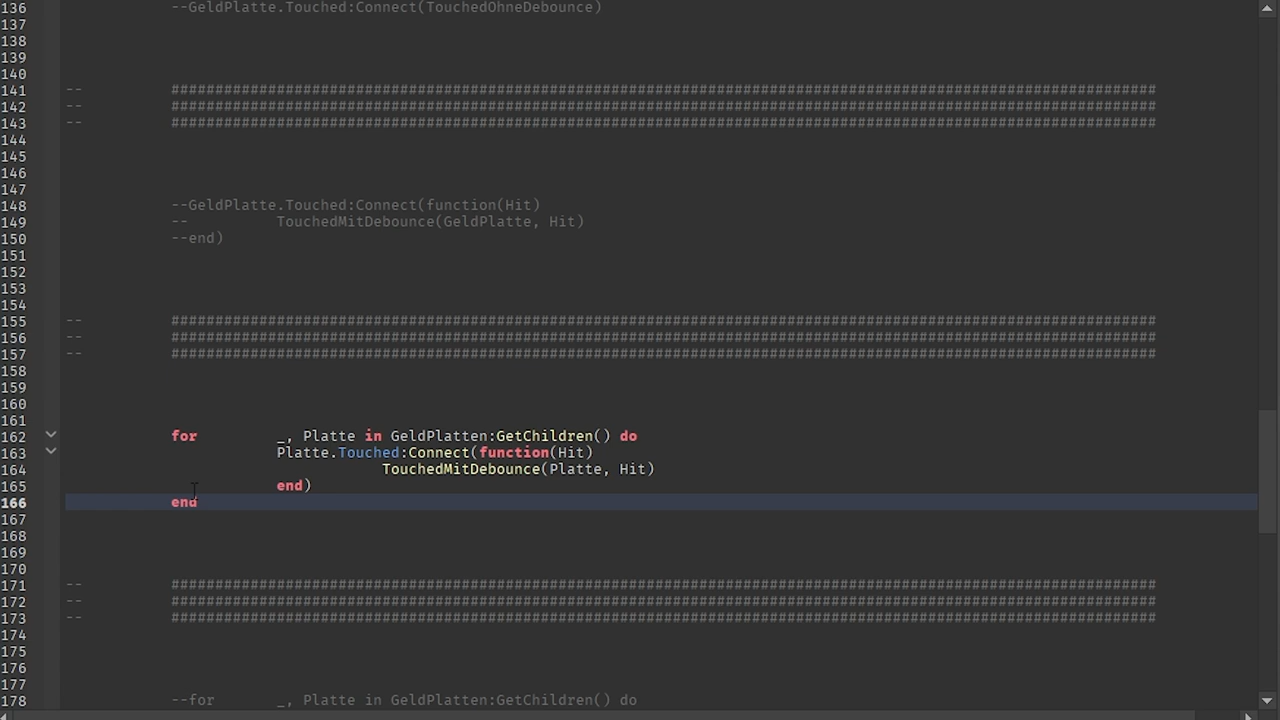 136 --GeldPlatte.Touched:Connect(TouchedOhneDebounce)
137
138
139
140
141 -- ################################################################################################################
142 -- ################################################################################################################
143 -- ################################################################################################################
144
145
146
147
148 --GeldPlatte.Touched:Connect(function(Hit)
149 -- TouchedMitDebounce(GeldPlatte, Hit)
150 --end)
151
152
153
154
155 -- ################################################################################################################
156 -- ################################################################################################################
157 -- ################################################################################################################
158
159
160
161
162 for _, Platte in GeldPlatten:GetChildren() do
163 Platte.Touched:Connect(function(Hit)
164 TouchedMitDebounce(Platte, Hit)
165 end)
166 end
167
168
169
170
171 -- ################################################################################################################
172 -- ################################################################################################################
173 -- ################################################################################################################
174
175
176
177
178 --for _, Platte in GeldPlatten:GetChildren() do